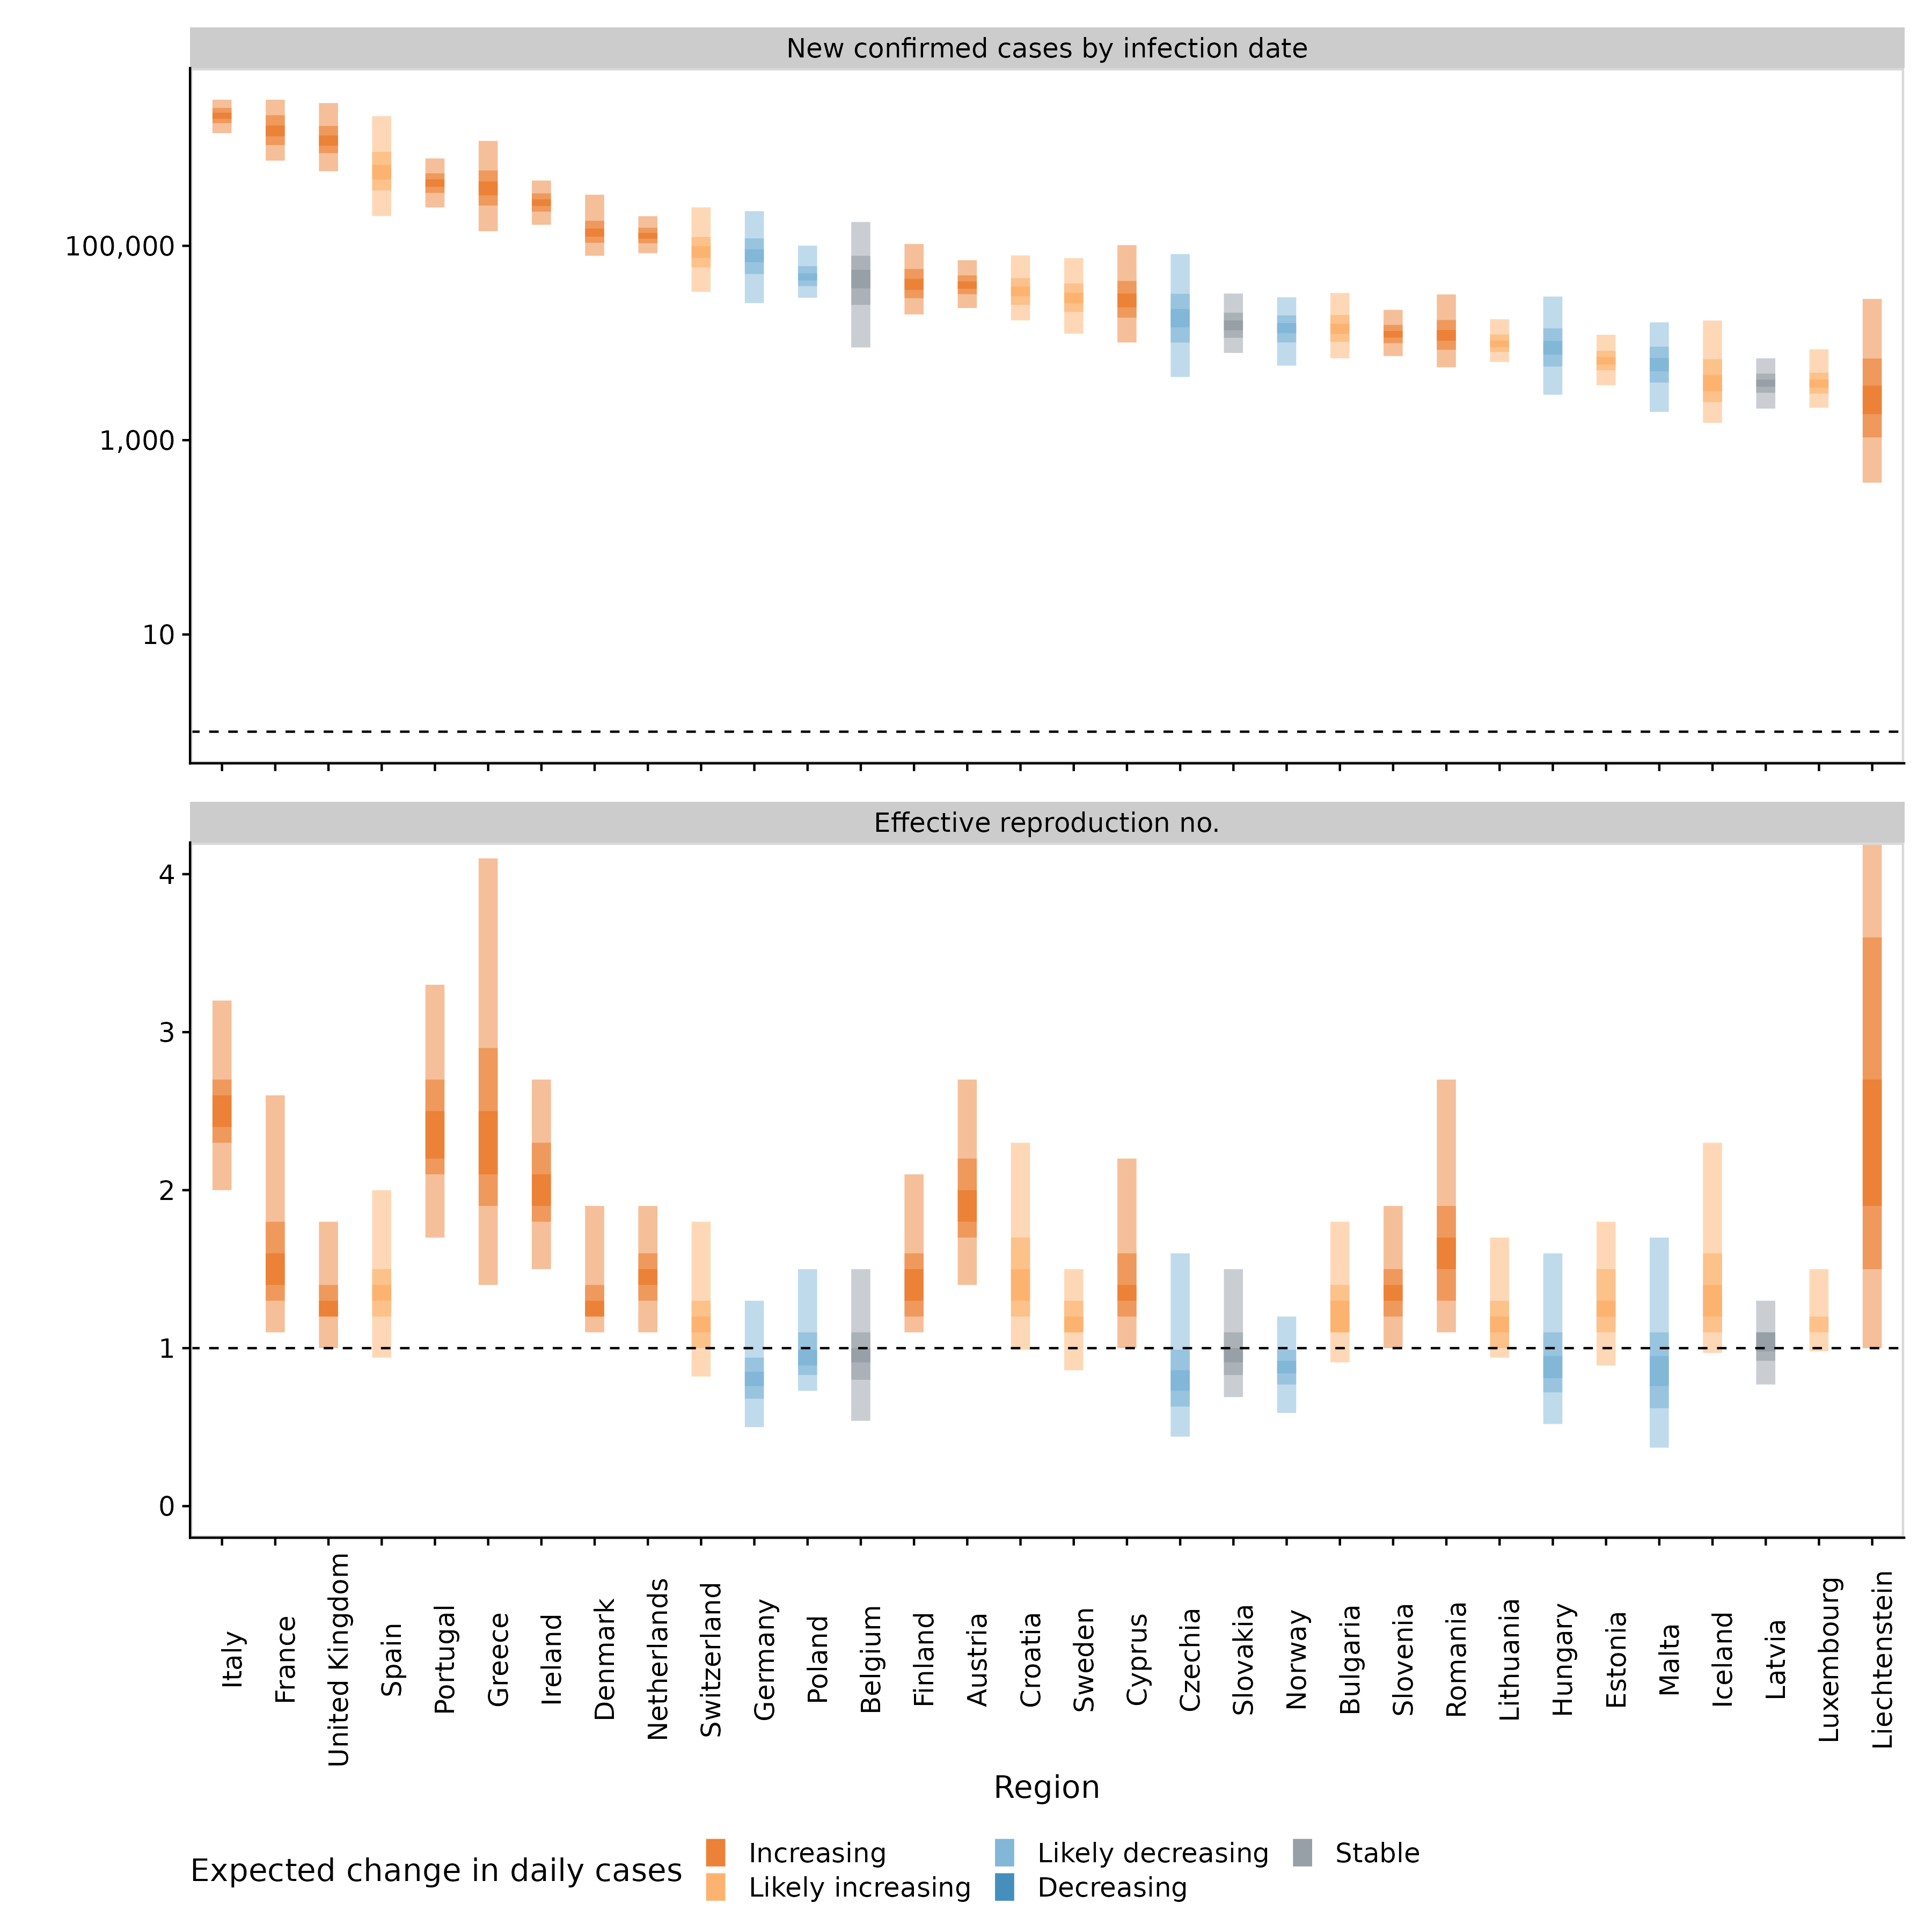 New confirmed cases by infection date
100,000
1,000
10
Effective reproduction no.
4
3
2
1
0
Italy
France
United Kingdom
Spain
Portugal
Greece
Ireland
Denmark
Netherlands
Switzerland
Germany
Poland
Belgium
Finland
Austria
Croatia
Sweden
Cyprus
Czechia
Slovakia
Norway
Bulgaria
Slovenia
Romania
Lithuania
Hungary
Estonia
Malta
Iceland
Latvia
Luxembourg
Liechtenstein
Region
Expected change in daily cases
Increasing
Likely increasing
Likely decreasing
Decreasing
Stable